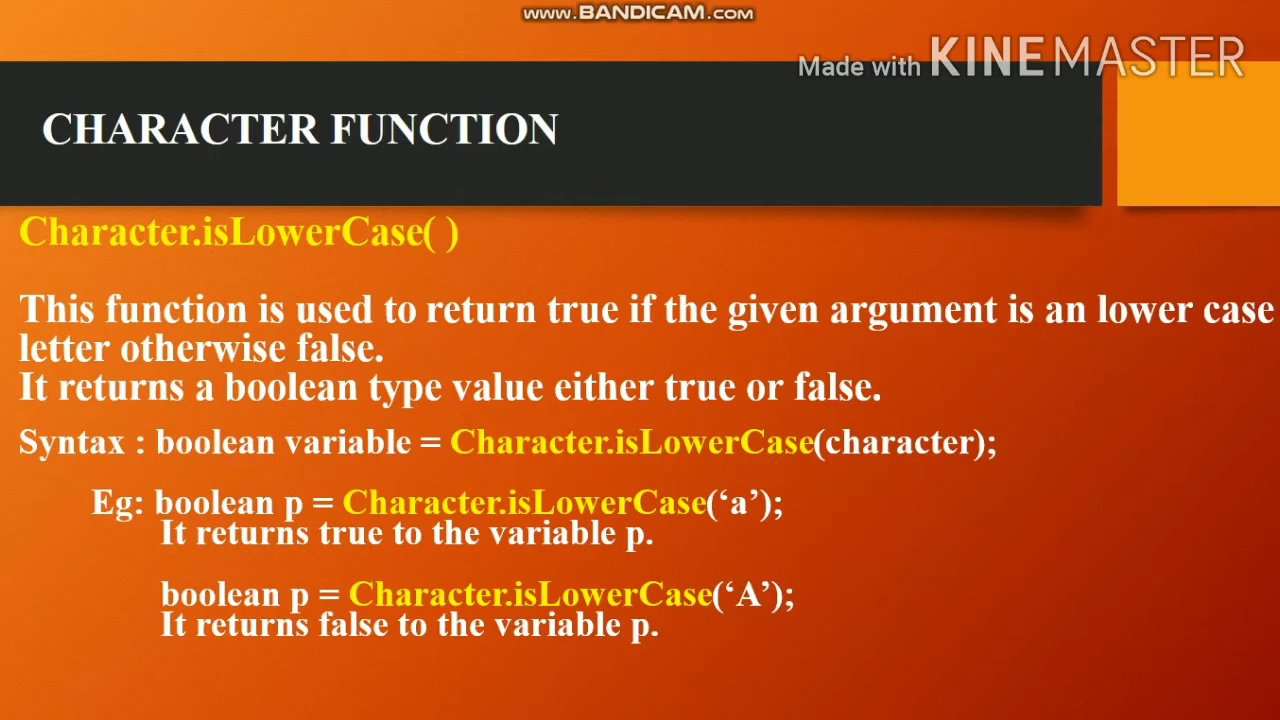 www.BANDICAM.com
Made with KINEMASTER
CHARACTER FUNCTION
Character.isLowerCase( )
This function is used to return true if the given argument is an lower case
letter otherwise false.
It returns a boolean type value either true or false.
Syntax : boolean variable = Character.isLowerCase(character);
Eg: boolean p = Character.isLowerCase(‘a’);
It returns true to the variable p.
boolean p = Character.isLowerCase(‘A’);
It returns false to the variable p.